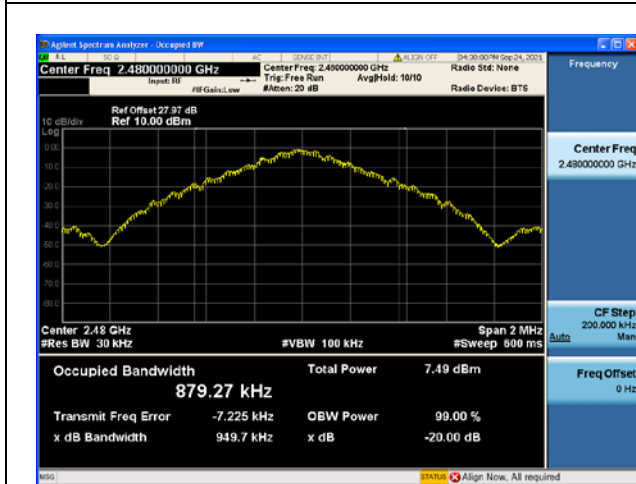 Agilent Spectrum Analyzer - Occupied BW
RL 50 Ω AC SENSE:INT ALIGN OFF 04:38:00 PM Sep 24, 2021
Center Freq 2.480000000 GHz Center Freq: 2.480000000 GHz Radio Std: None Frequency
Input: RF Trig: Free Run Avg|Hold: 10/10
#IFGain:Low #Atten: 20 dB Radio Device: BTS
Ref Offset 27.97 dB
10 dB/div Ref 10.00 dBm
Log
0.00
-10.0
-20.0
-30.0
-40.0
-50.0
-60.0
-70.0
-80.0
Center Freq
2.480000000 GHz
Center 2.48 GHz Span 2 MHz
#Res BW 30 kHz #VBW 100 kHz #Sweep 500 ms
CF Step
200.000 kHz
Auto Man
Occupied Bandwidth Total Power 7.49 dBm
879.27 kHz
Freq Offset
0 Hz
Transmit Freq Error -7.225 kHz OBW Power 99.00 %
x dB Bandwidth 949.7 kHz x dB -20.00 dB
MSG STATUS Align Now, All required